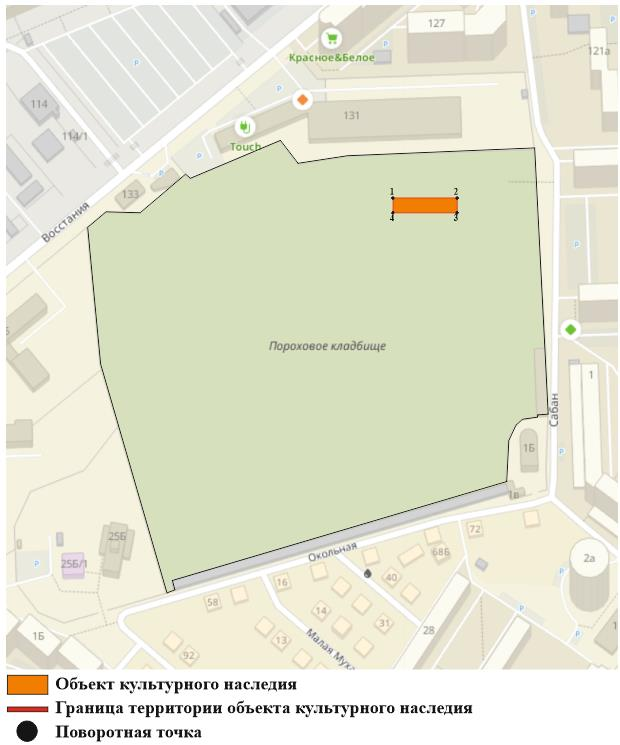 127
Красное&Белое
121а
P
114
131
114/1
Touch
P
133
Восстания
1 2
4 3
P
Пороховое кладбище
Сабан
1
1Б
1в
P
25Б
25Б/1
P
Окольная
72
68Б
40
2а
16
58
14
31
28
13
1Б
92
Малая Муха
Объект культурного наследия
Граница территории объекта культурного наследия
Поворотная точка